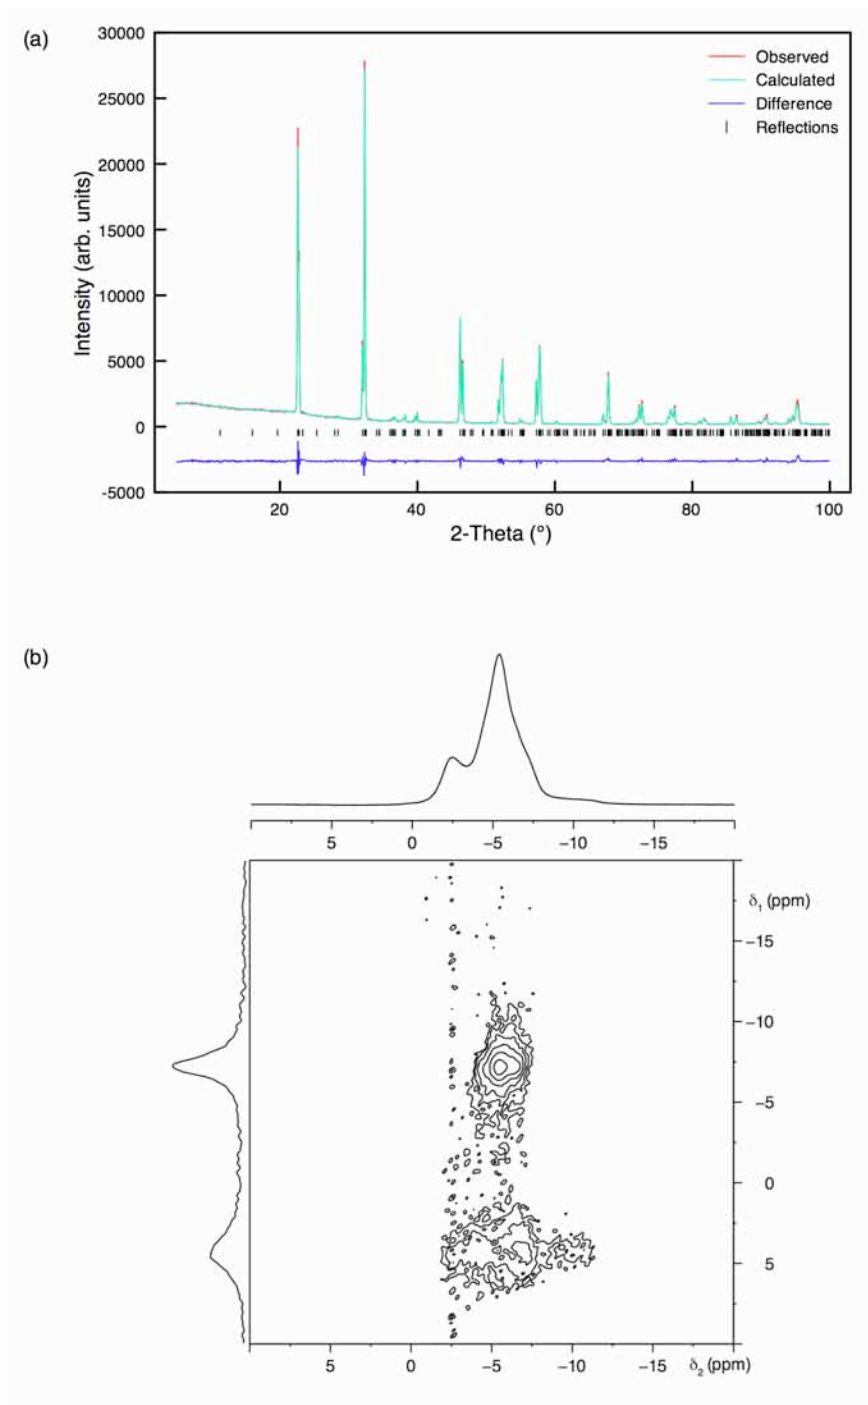 (a)
30000
25000
20000
15000
10000
5000
0
-5000
Intensity (arb. units)
Observed
Calculated
Difference
Reflections
20 40 60 80 100
2-Theta (°)
(b)
5 0 −5 −10 −15
δ1 (ppm)
−15
−10
−5
0
5
5 0 −5 −10 −15 δ2 (ppm)